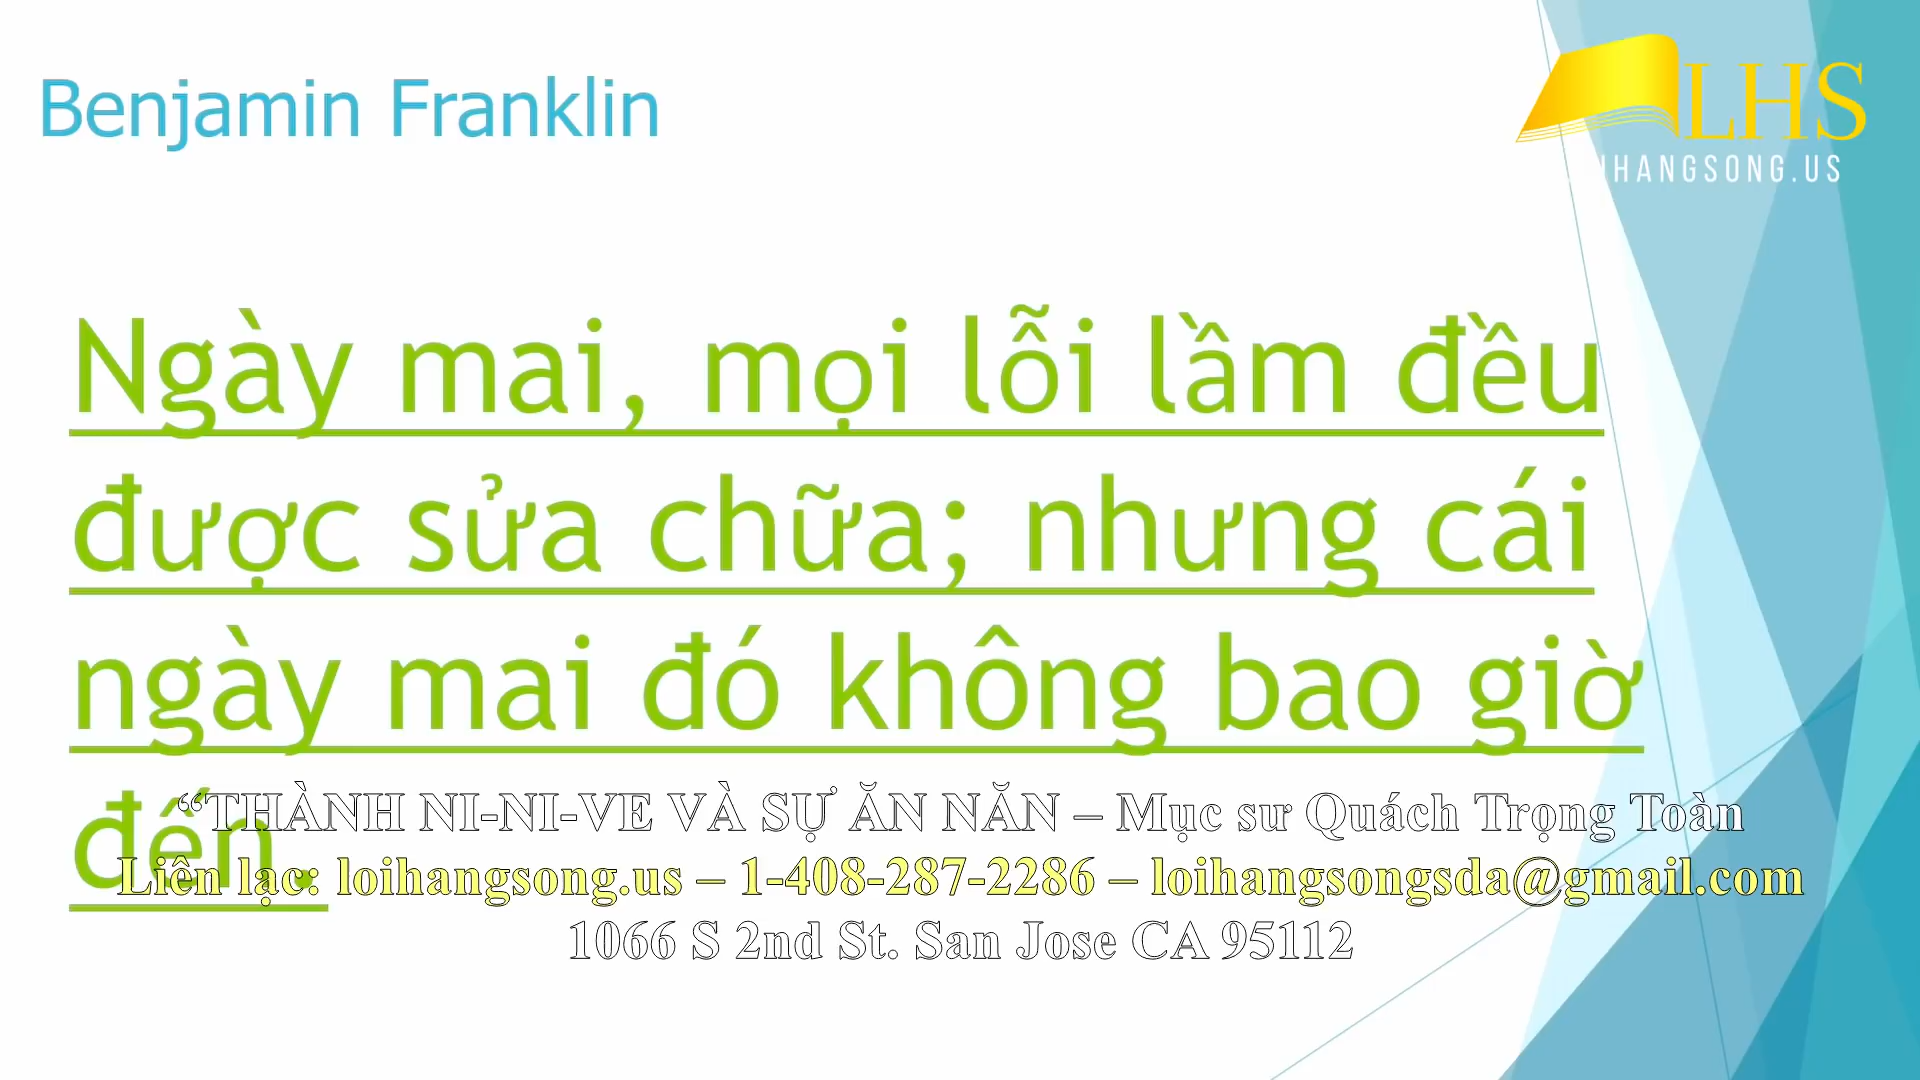 Benjamin Franklin
LHS
IHANGSONG.US
Ngày mai, mọi lỗi lầm đều
được sửa chữa; nhưng cái
ngày mai đó không bao giờ
đến.
“THÀNH NI-NI-VE VÀ SỰ ĂN NĂN – Mục sư Quách Trọng Toàn
Liên lạc: loihangsong.us – 1-408-287-2286 – loihangsongsda@gmail.com
1066 S 2nd St. San Jose CA 95112